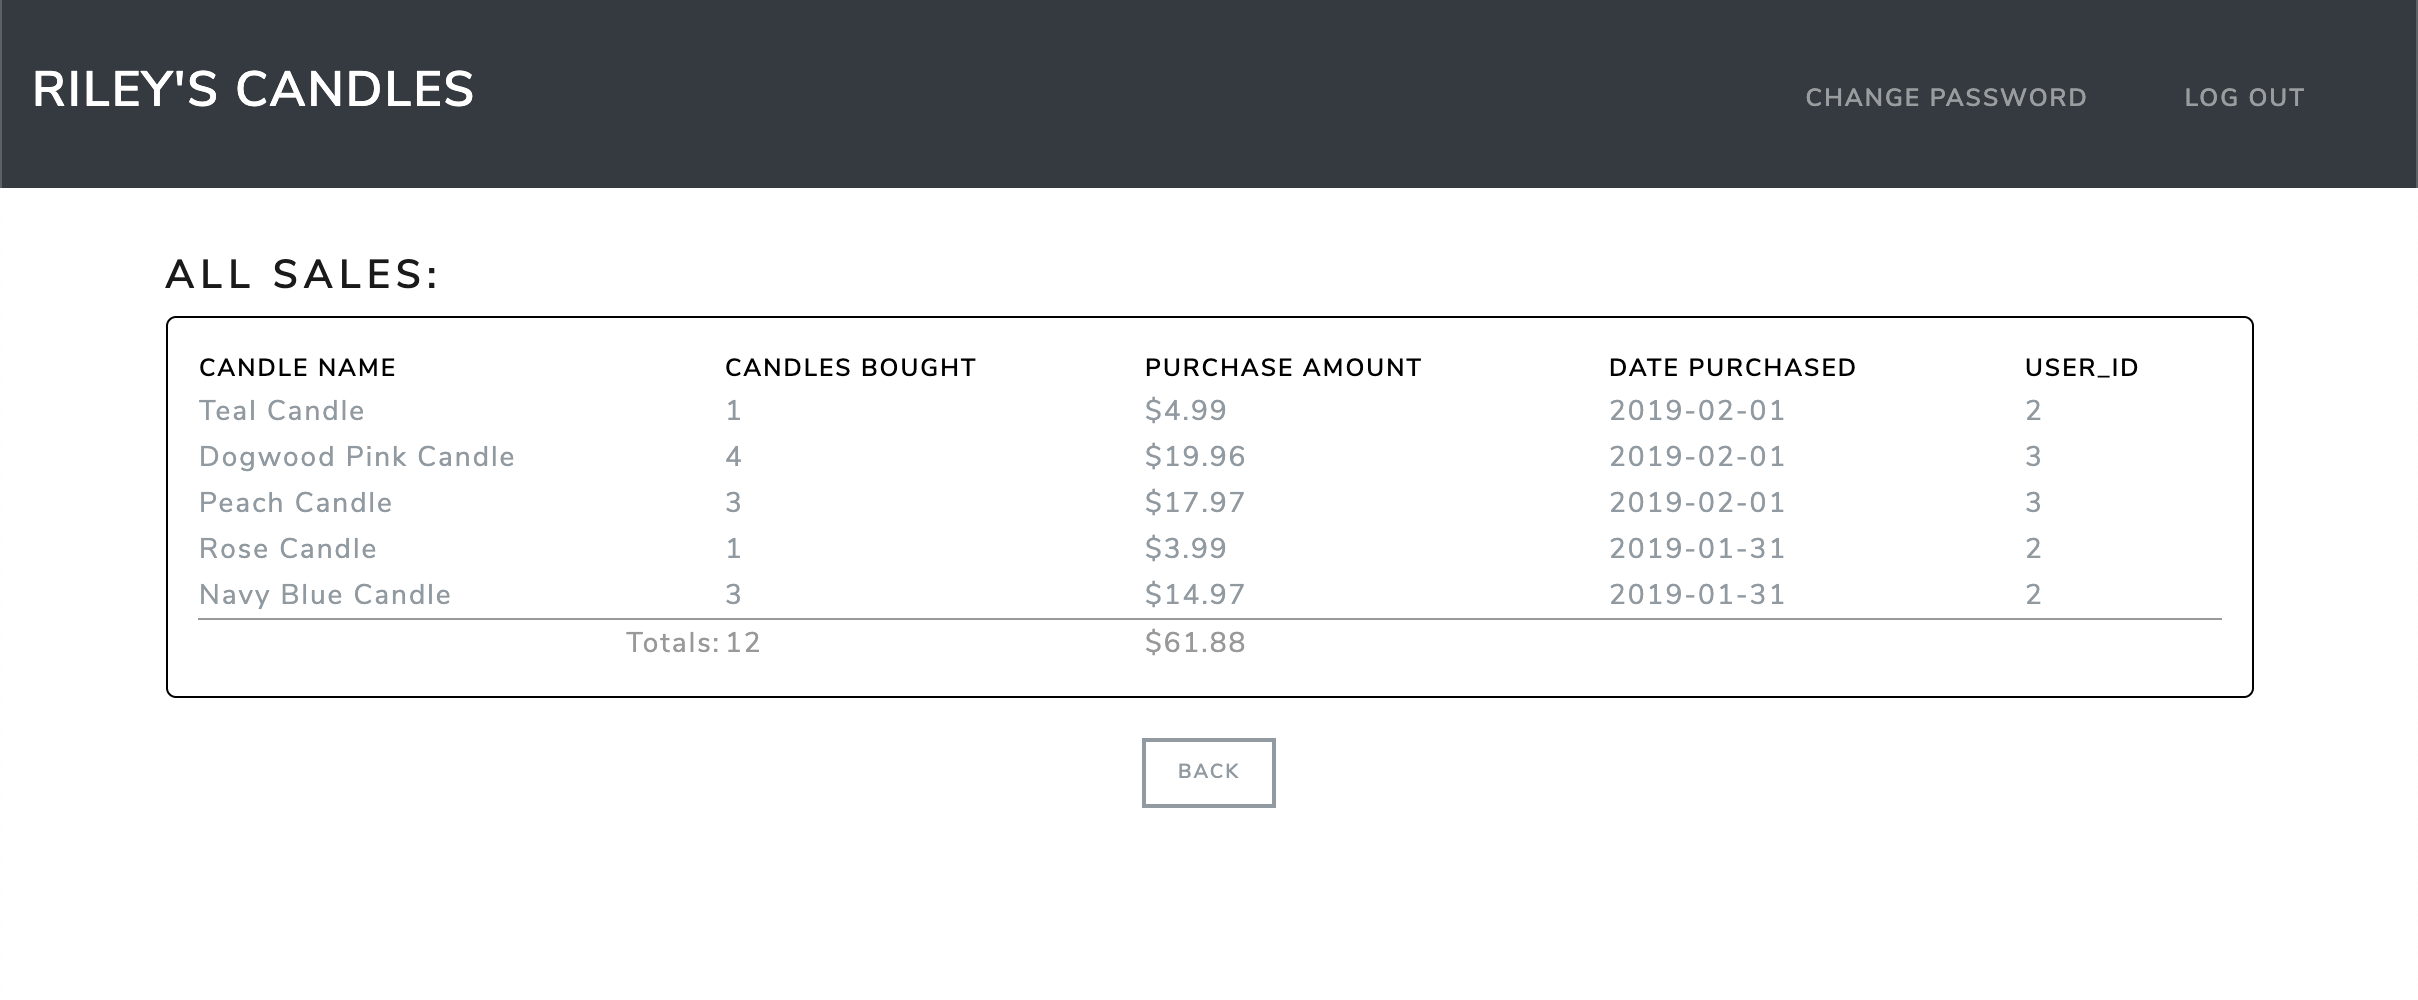 RILEY'S CANDLES CHANGE PASSWORD LOG OUT
ALL SALES:
CANDLE NAME CANDLES BOUGHT PURCHASE AMOUNT DATE PURCHASED USER_ID
Teal Candle 1 $4.99 2019-02-01 2
Dogwood Pink Candle 4 $19.96 2019-02-01 3
Peach Candle 3 $17.97 2019-02-01 3
Rose Candle 1 $3.99 2019-01-31 2
Navy Blue Candle 3 $14.97 2019-01-31 2
Totals: 12 $61.88
BACK